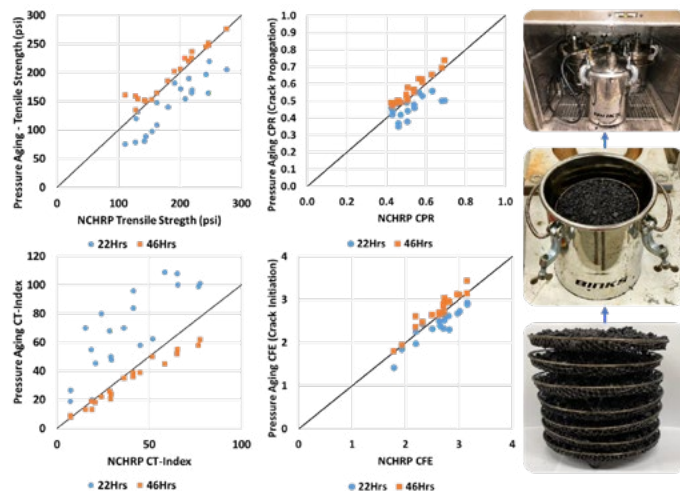 300
250
200
150
100
50
0
Pressure Aging - Tensile Strength (psi)
0 100 200 300
NCHRP Trensile Stregth (psi)
22Hrs 46Hrs
1.0
0.9
0.8
0.7
0.6
0.5
0.4
0.3
0.2
0.1
0.0
Pressure Aging CPR (Crack Propagation)
0.0 0.2 0.4 0.6 0.8 1.0
NCHRP CPR
22Hrs 46Hrs
120
100
80
60
40
20
0
Pressure Aging CT-Index
0 50 100
NCHRP CT-Index
22Hrs 46Hrs
4
3
2
1
0
Pressure Aging CFE (Crack Initiation)
0 1 2 3 4
NCHRP CFE
22Hrs 46Hrs
BINKS